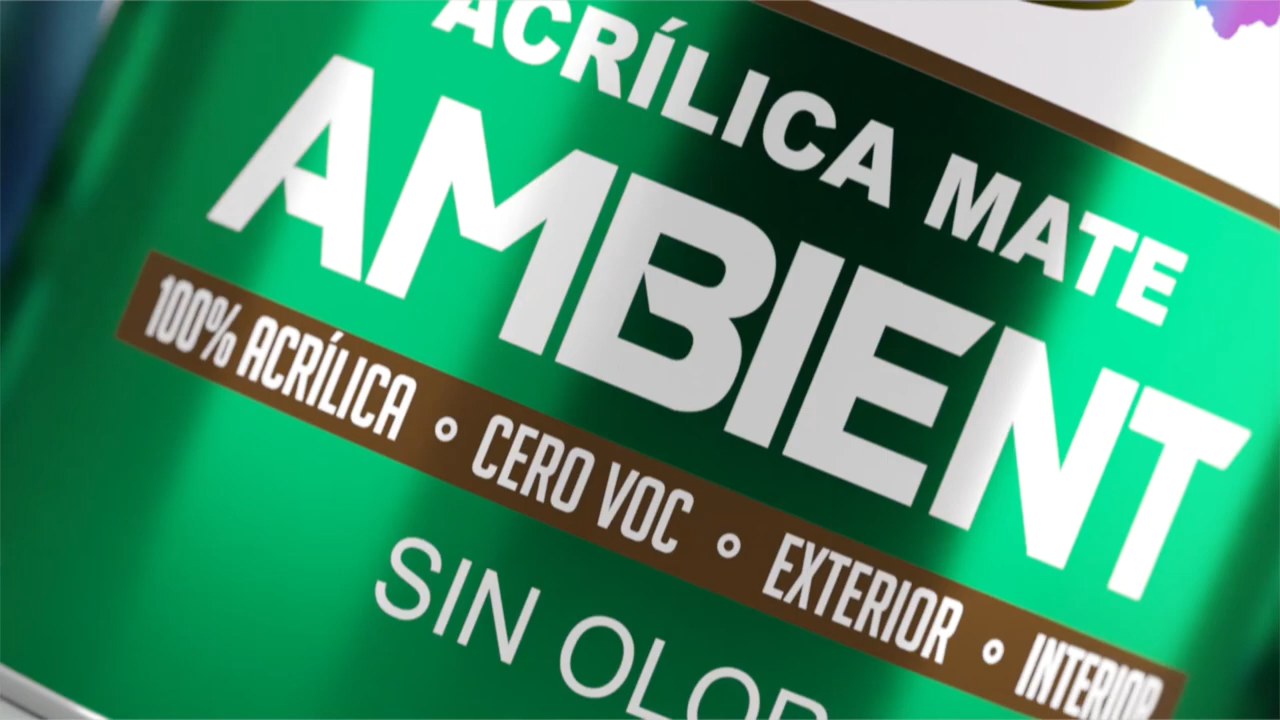 ACRÍLICA MATE
AMBIENT
100% ACRÍLICA ∘ CERO VOC ∘ EXTERIOR ∘ INTERIOR
SIN OLOR